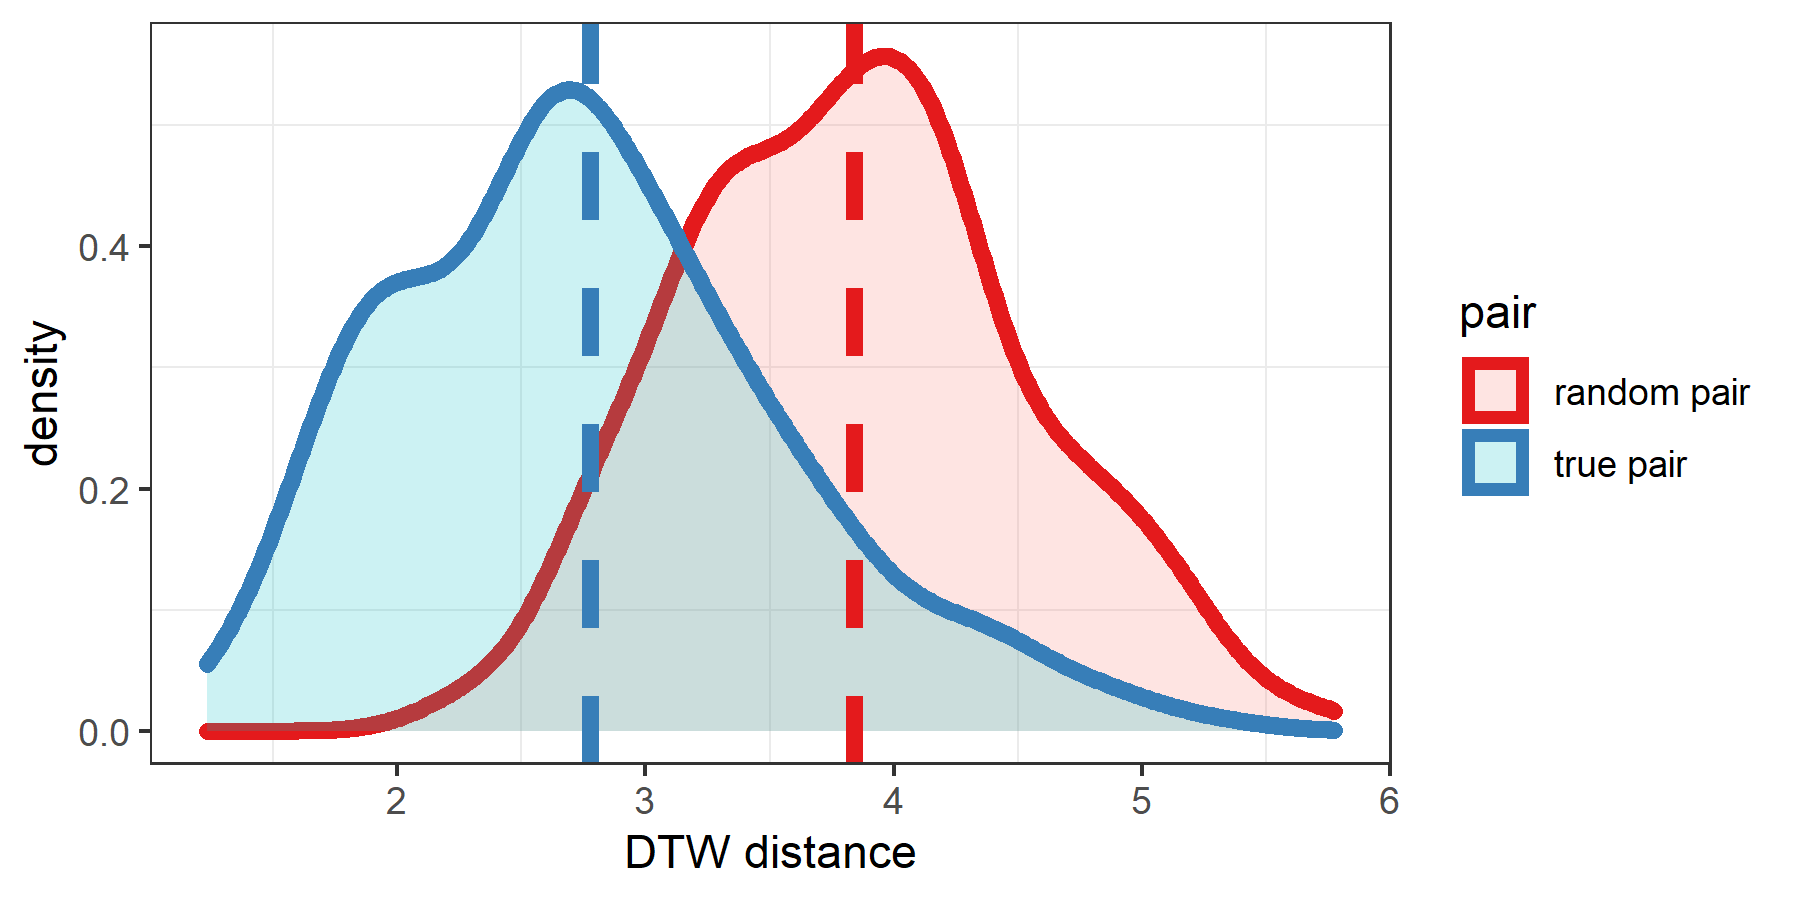 density
0.4
0.2
0.0
2 3 4 5 6
DTW distance
pair
random pair
true pair